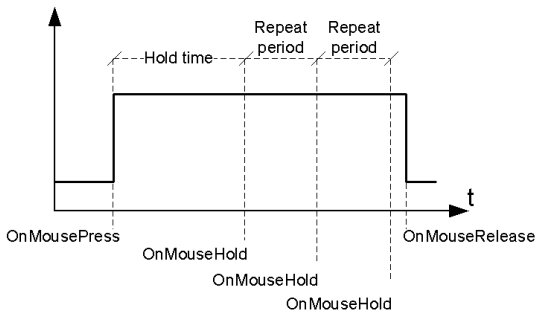 Repeat
period
Repeat
period
Hold time
t
OnMousePress
OnMouseRelease
OnMouseHold
OnMouseHold
OnMouseHold